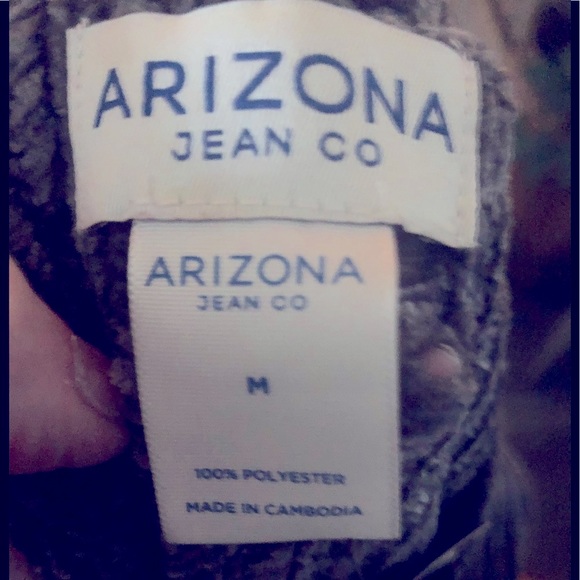 ARIZONA
JEAN CO
ARIZONA
JEAN CO
M
100% POLYESTER
MADE IN CAMBODIA